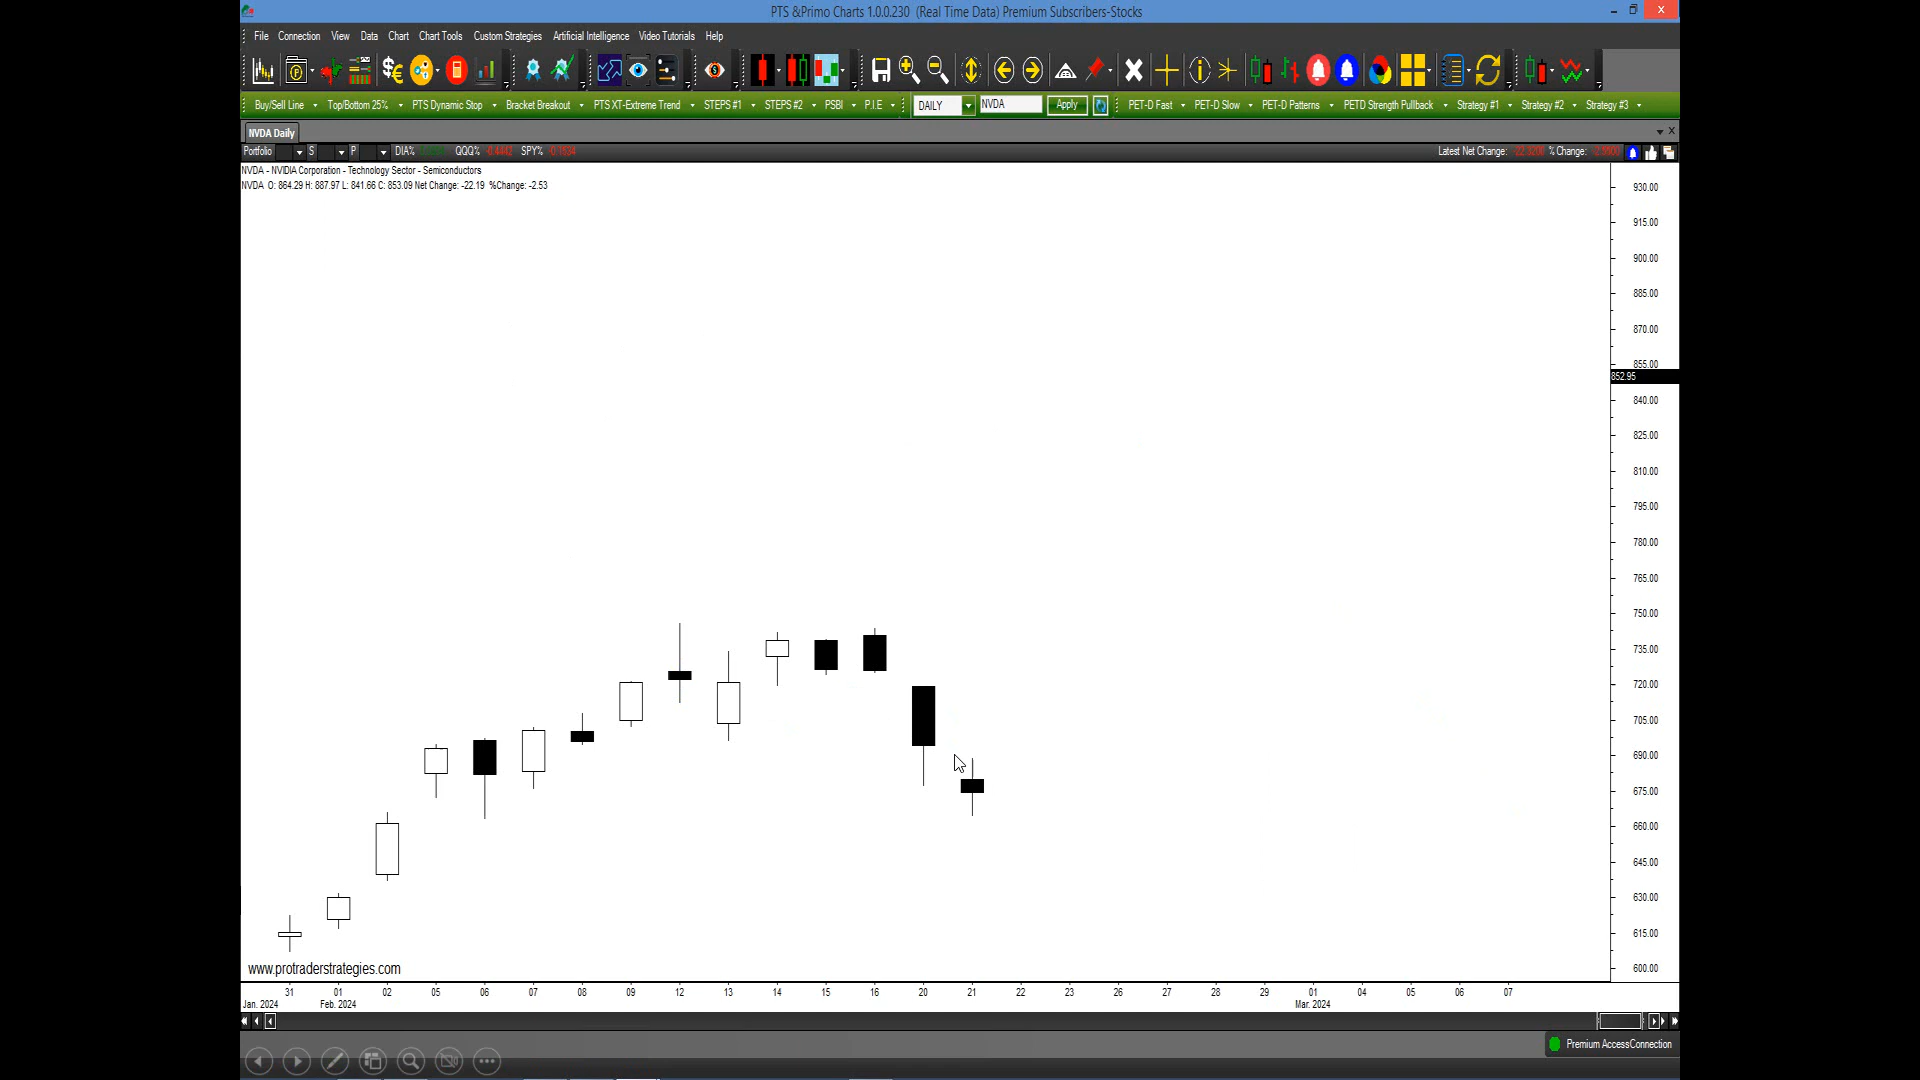 PTS &Primo Charts 1.0.0.230 (Real Time Data) Premium Subscribers-Stocks
File Connection View Data Chart Chart Tools Custom Strategies Artificial Intelligence Video Tutorials Help
Buy/Sell Line Top/Bottom 25% PTS Dynamic Stop Bracket Breakout PTS XT-Extreme Trend STEPS #1 STEPS #2 PSBI P.I.E DAILY NVDA Apply PET-D Fast PET-D Slow PET-D Patterns PETD Strength Pullback Strategy #1 Strategy #2 Strategy #3
NVDA Daily
Portfolio S P DIA% QQQ% -0.4442 SPY% -0.1534 Latest Net Change: % Change:
NVDA - NVIDIA Corporation - Technology Sector - Semiconductors
NVDA O: 864.29 H: 887.97 L: 841.66 C: 853.09 Net Change: -22.19 %Change: -2.53
930.00
915.00
900.00
885.00
870.00
855.00
852.95
840.00
825.00
810.00
795.00
780.00
765.00
750.00
735.00
720.00
705.00
690.00
675.00
660.00
645.00
630.00
615.00
600.00
www.protraderstrategies.com
31 01 02 05 06 07 08 09 12 13 14 15 16 20 21 22 23 26 27 28 29 01 04 05 06 07
Jan. 2024 Feb. 2024 Mar. 2024
Premium AccessConnection